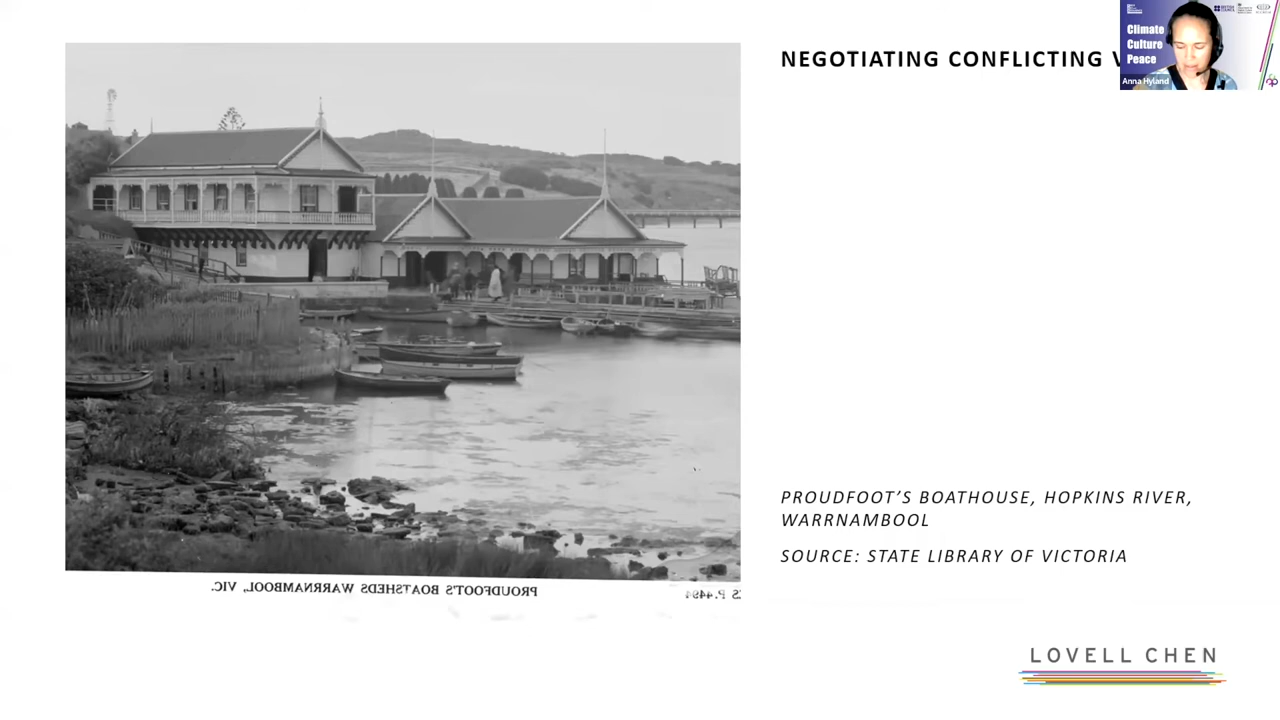 NEGOTIATING CONFLICTING
Climate
Culture
Peace
Anna Hyland
PROUDFOOT'S BOATHOUSE, HOPKINS RIVER,
WARRNAMBOOL
SOURCE: STATE LIBRARY OF VICTORIA
PROUDFOOT'S BOATSHEDS WARRNAMBOOL, VIC.
P.4494
LOVELL CHEN